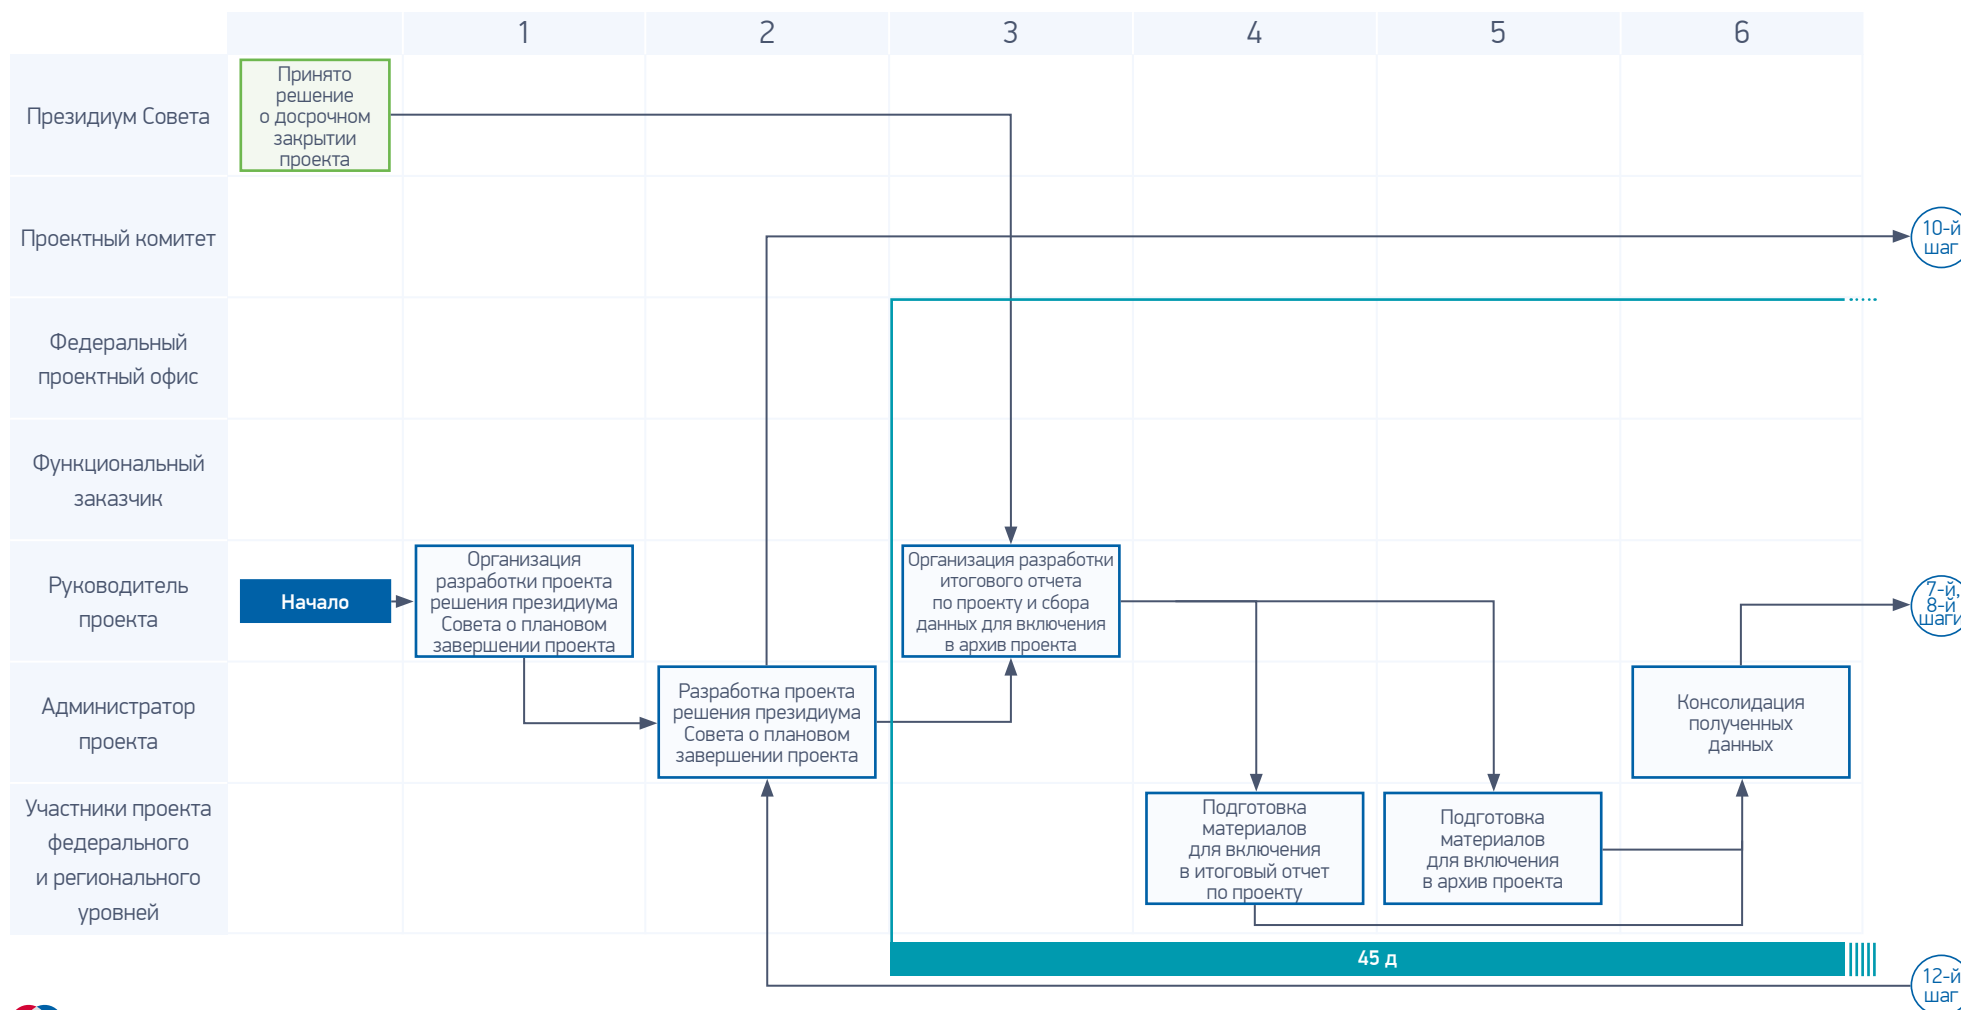 1
2
3
4
5
6
Президиум Совета
Принято
решение
о досрочном
закрытии
проекта
Проектный комитет
10-й
шаг
Федеральный
проектный офис
Функциональный
заказчик
Руководитель
проекта
Начало
Организация
разработки проекта
решения президиума
Совета о плановом
завершении проекта
Организация разработки
итогового отчета
по проекту и сбора
данных для включения
в архив проекта
7-й,
8-й
шаги
Администратор
проекта
Разработка проекта
решения президиума
Совета о плановом
завершении проекта
Консолидация
полученных
данных
Участники проекта
федерального
и регионального
уровней
Подготовка
материалов
для включения
в итоговый отчет
по проекту
Подготовка
материалов
для включения
в архив проекта
45 д
12-й
шаг